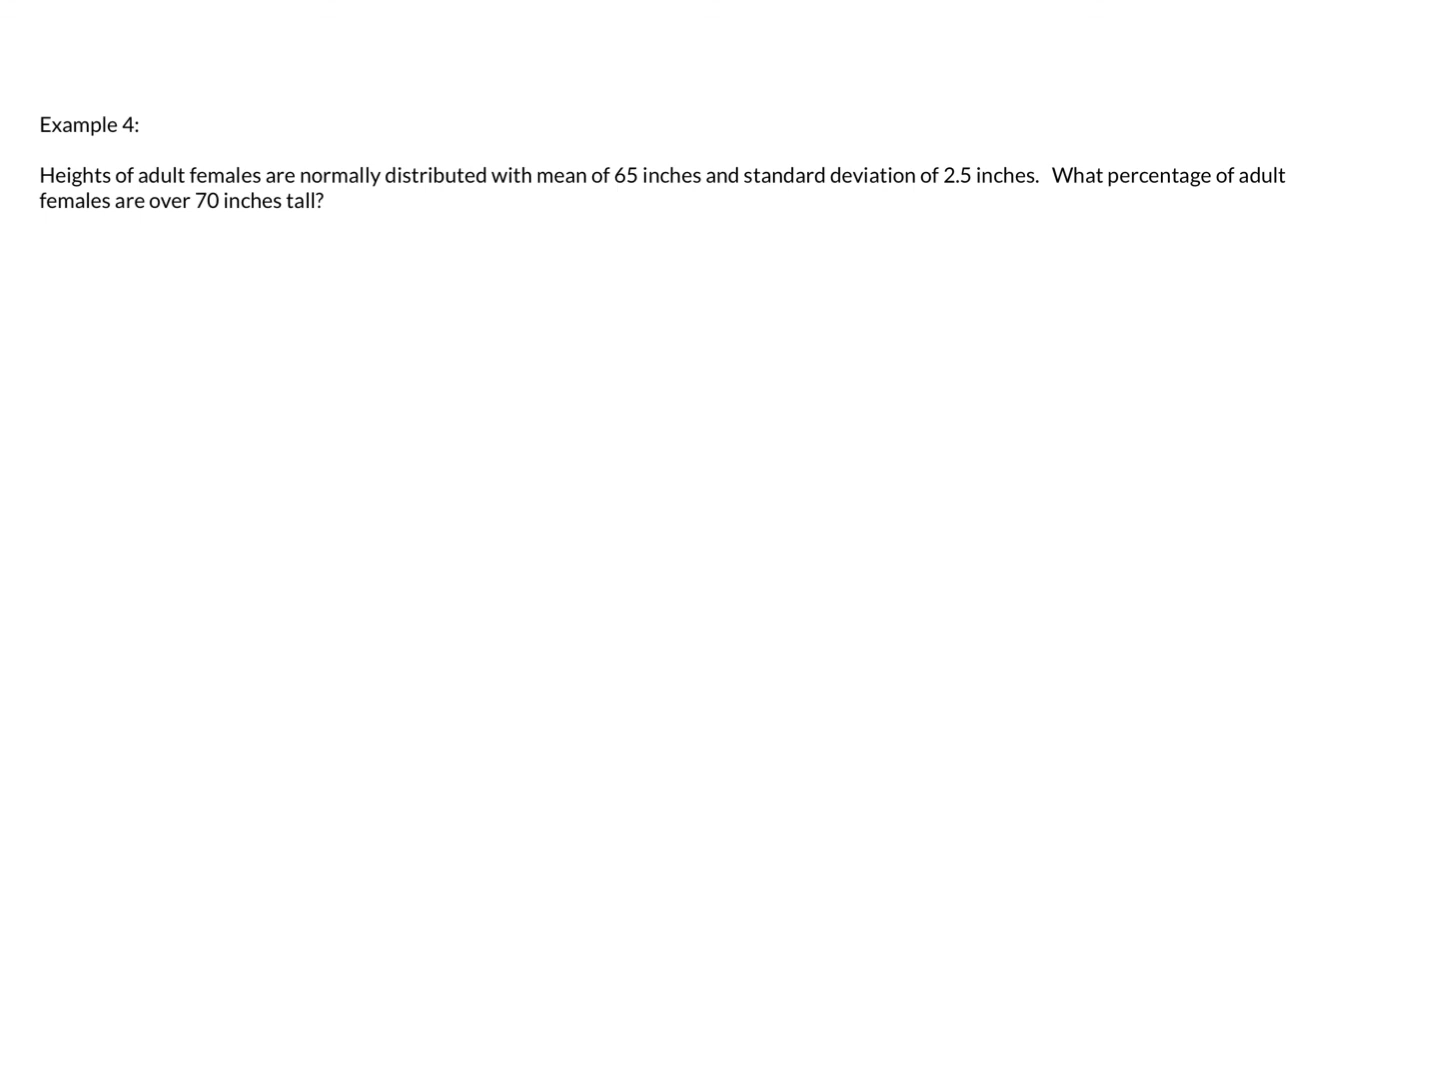 Example 4:
Heights of adult females are normally distributed with mean of 65 inches and standard deviation of 2.5 inches.  What percentage of adult
females are over 70 inches tall?